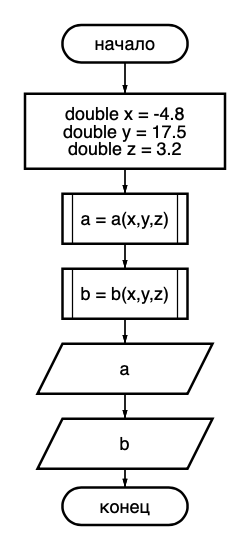 начало
double x = -4.8
double y = 17.5
double z = 3.2
a = a(x,y,z)
b = b(x,y,z)
a
b
конец